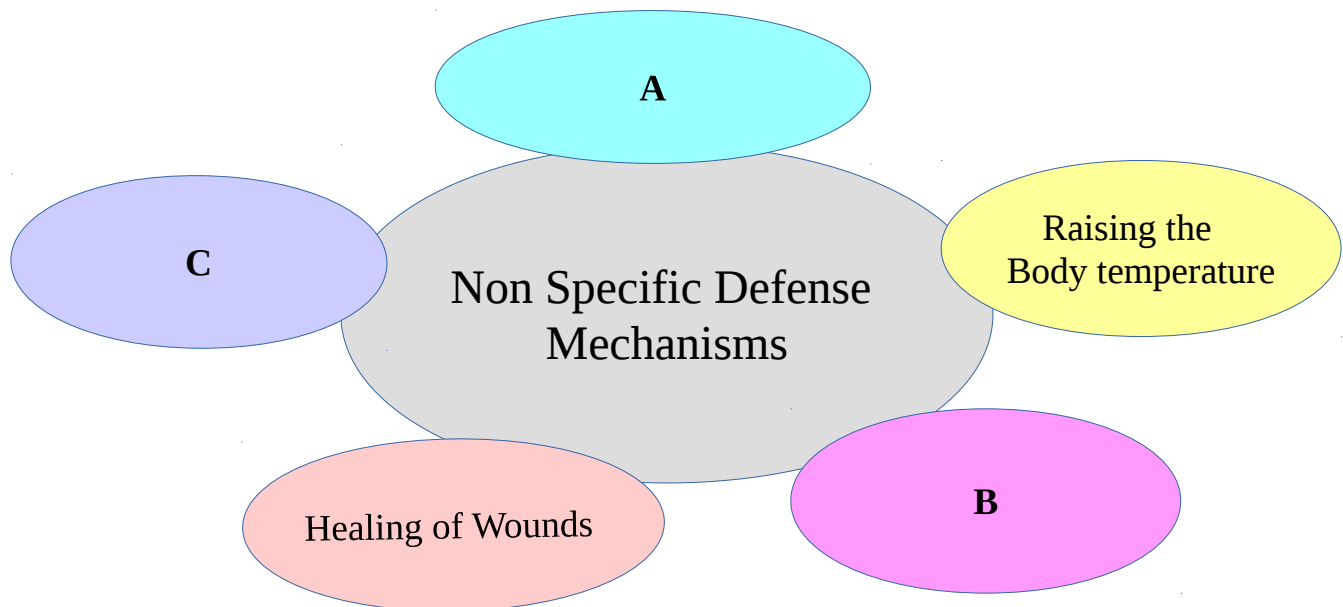 A
C
Raising the
Body temperature
Non Specific Defense
Mechanisms
Healing of Wounds
B